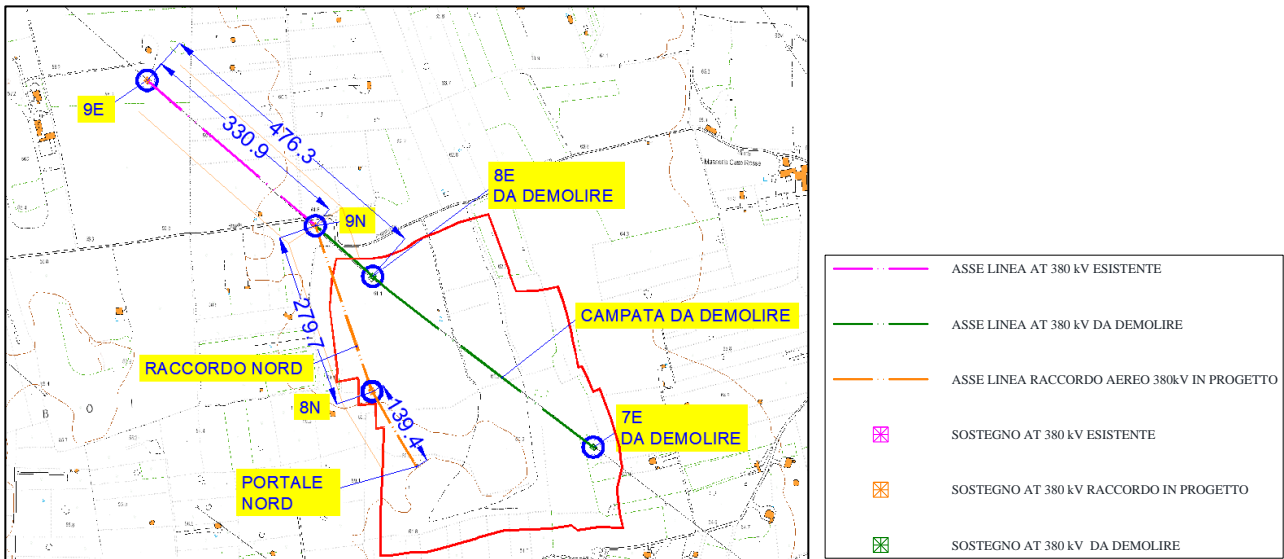 9E
476.3
330.9
8E
DA DEMOLIRE
Masseria Casa Rossa
9N
279.7
CAMPATA DA DEMOLIRE
RACCORDO NORD
8N
139.4
7E
DA DEMOLIRE
PORTALE
NORD
B O
ASSE LINEA AT 380 kV ESISTENTE
ASSE LINEA AT 380 kV DA DEMOLIRE
ASSE LINEA RACCORDO AEREO 380kV IN PROGETTO
SOSTEGNO AT 380 kV ESISTENTE
SOSTEGNO AT 380 kV RACCORDO IN PROGETTO
SOSTEGNO AT 380 kV DA DEMOLIRE